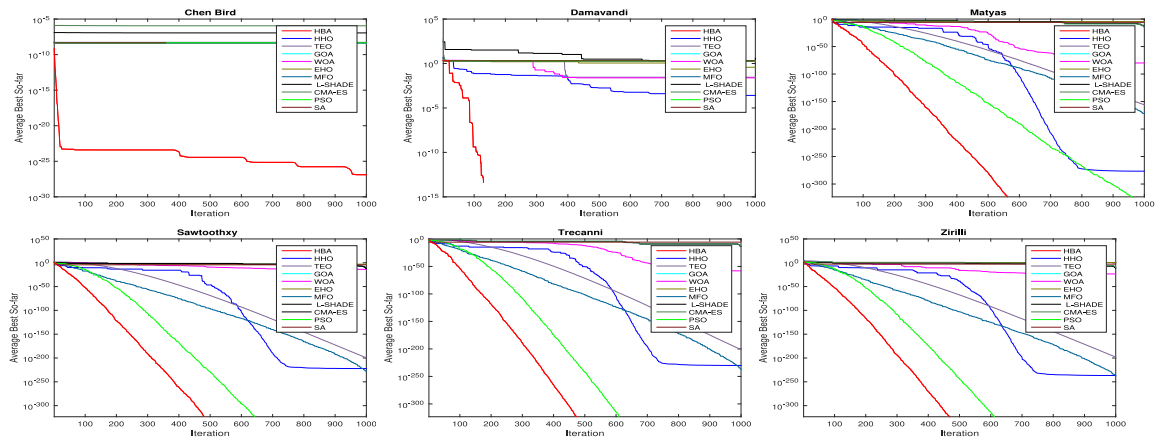 Chen Bird
Average Best So-far
10^-5
10^-10
10^-15
10^-20
10^-25
10^-30
100 200 300 400 500 600 700 800 900 1000
Iteration
HBA
HHO
TEO
GOA
WOA
EHO
MFO
L-SHADE
CMA-ES
PSO
SA
Damavandi
Average Best So-far
10^5
10^0
10^-5
10^-10
10^-15
100 200 300 400 500 600 700 800 900 1000
Iteration
HBA
HHO
TEO
GOA
WOA
EHO
MFO
L-SHADE
CMA-ES
PSO
SA
Matyas
Average Best So-far
10^0
10^-50
10^-100
10^-150
10^-200
10^-250
10^-300
100 200 300 400 500 600 700 800 900 1000
Iteration
HBA
HHO
TEO
GOA
WOA
EHO
MFO
L-SHADE
CMA-ES
PSO
SA
Sawtoothxy
Average Best So-far
10^50
10^0
10^-50
10^-100
10^-150
10^-200
10^-250
10^-300
100 200 300 400 500 600 700 800 900 1000
Iteration
HBA
HHO
TEO
GOA
WOA
EHO
MFO
L-SHADE
CMA-ES
PSO
SA
Trecanni
Average Best So-far
10^0
10^-50
10^-100
10^-150
10^-200
10^-250
10^-300
100 200 300 400 500 600 700 800 900 1000
Iteration
HBA
HHO
TEO
GOA
WOA
EHO
MFO
L-SHADE
CMA-ES
PSO
SA
Zirilli
Average Best So-far
10^50
10^0
10^-50
10^-100
10^-150
10^-200
10^-250
10^-300
100 200 300 400 500 600 700 800 900 1000
Iteration
HBA
HHO
TEO
GOA
WOA
EHO
MFO
L-SHADE
CMA-ES
PSO
SA